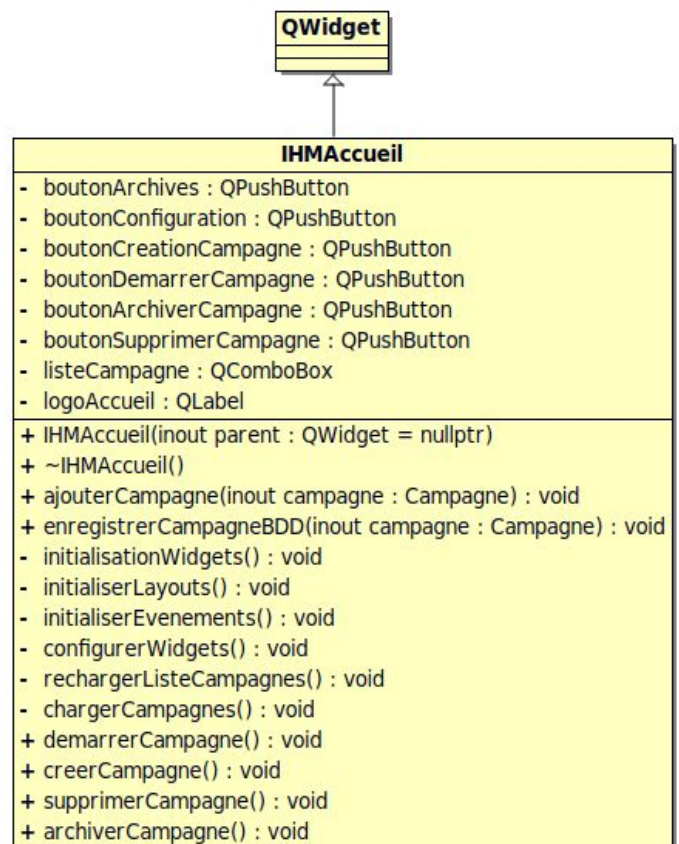 QWidget
IHMAccueil
- boutonArchives : QPushButton
- boutonConfiguration : QPushButton
- boutonCreationCampagne : QPushButton
- boutonDemarrerCampagne : QPushButton
- boutonArchiverCampagne : QPushButton
- boutonSupprimerCampagne : QPushButton
- listeCampagne : QComboBox
- logoAccueil : QLabel
+ IHMAccueil(inout parent : QWidget = nullptr)
+ ~IHMAccueil()
+ ajouterCampagne(inout campagne : Campagne) : void
+ enregistrerCampagneBDD(inout campagne : Campagne) : void
- initialisationWidgets() : void
- initialiserLayouts() : void
- initialiserEvenements() : void
- configurerWidgets() : void
- rechargerListeCampagnes() : void
- chargerCampagnes() : void
+ demarrerCampagne() : void
+ creerCampagne() : void
+ supprimerCampagne() : void
+ archiverCampagne() : void